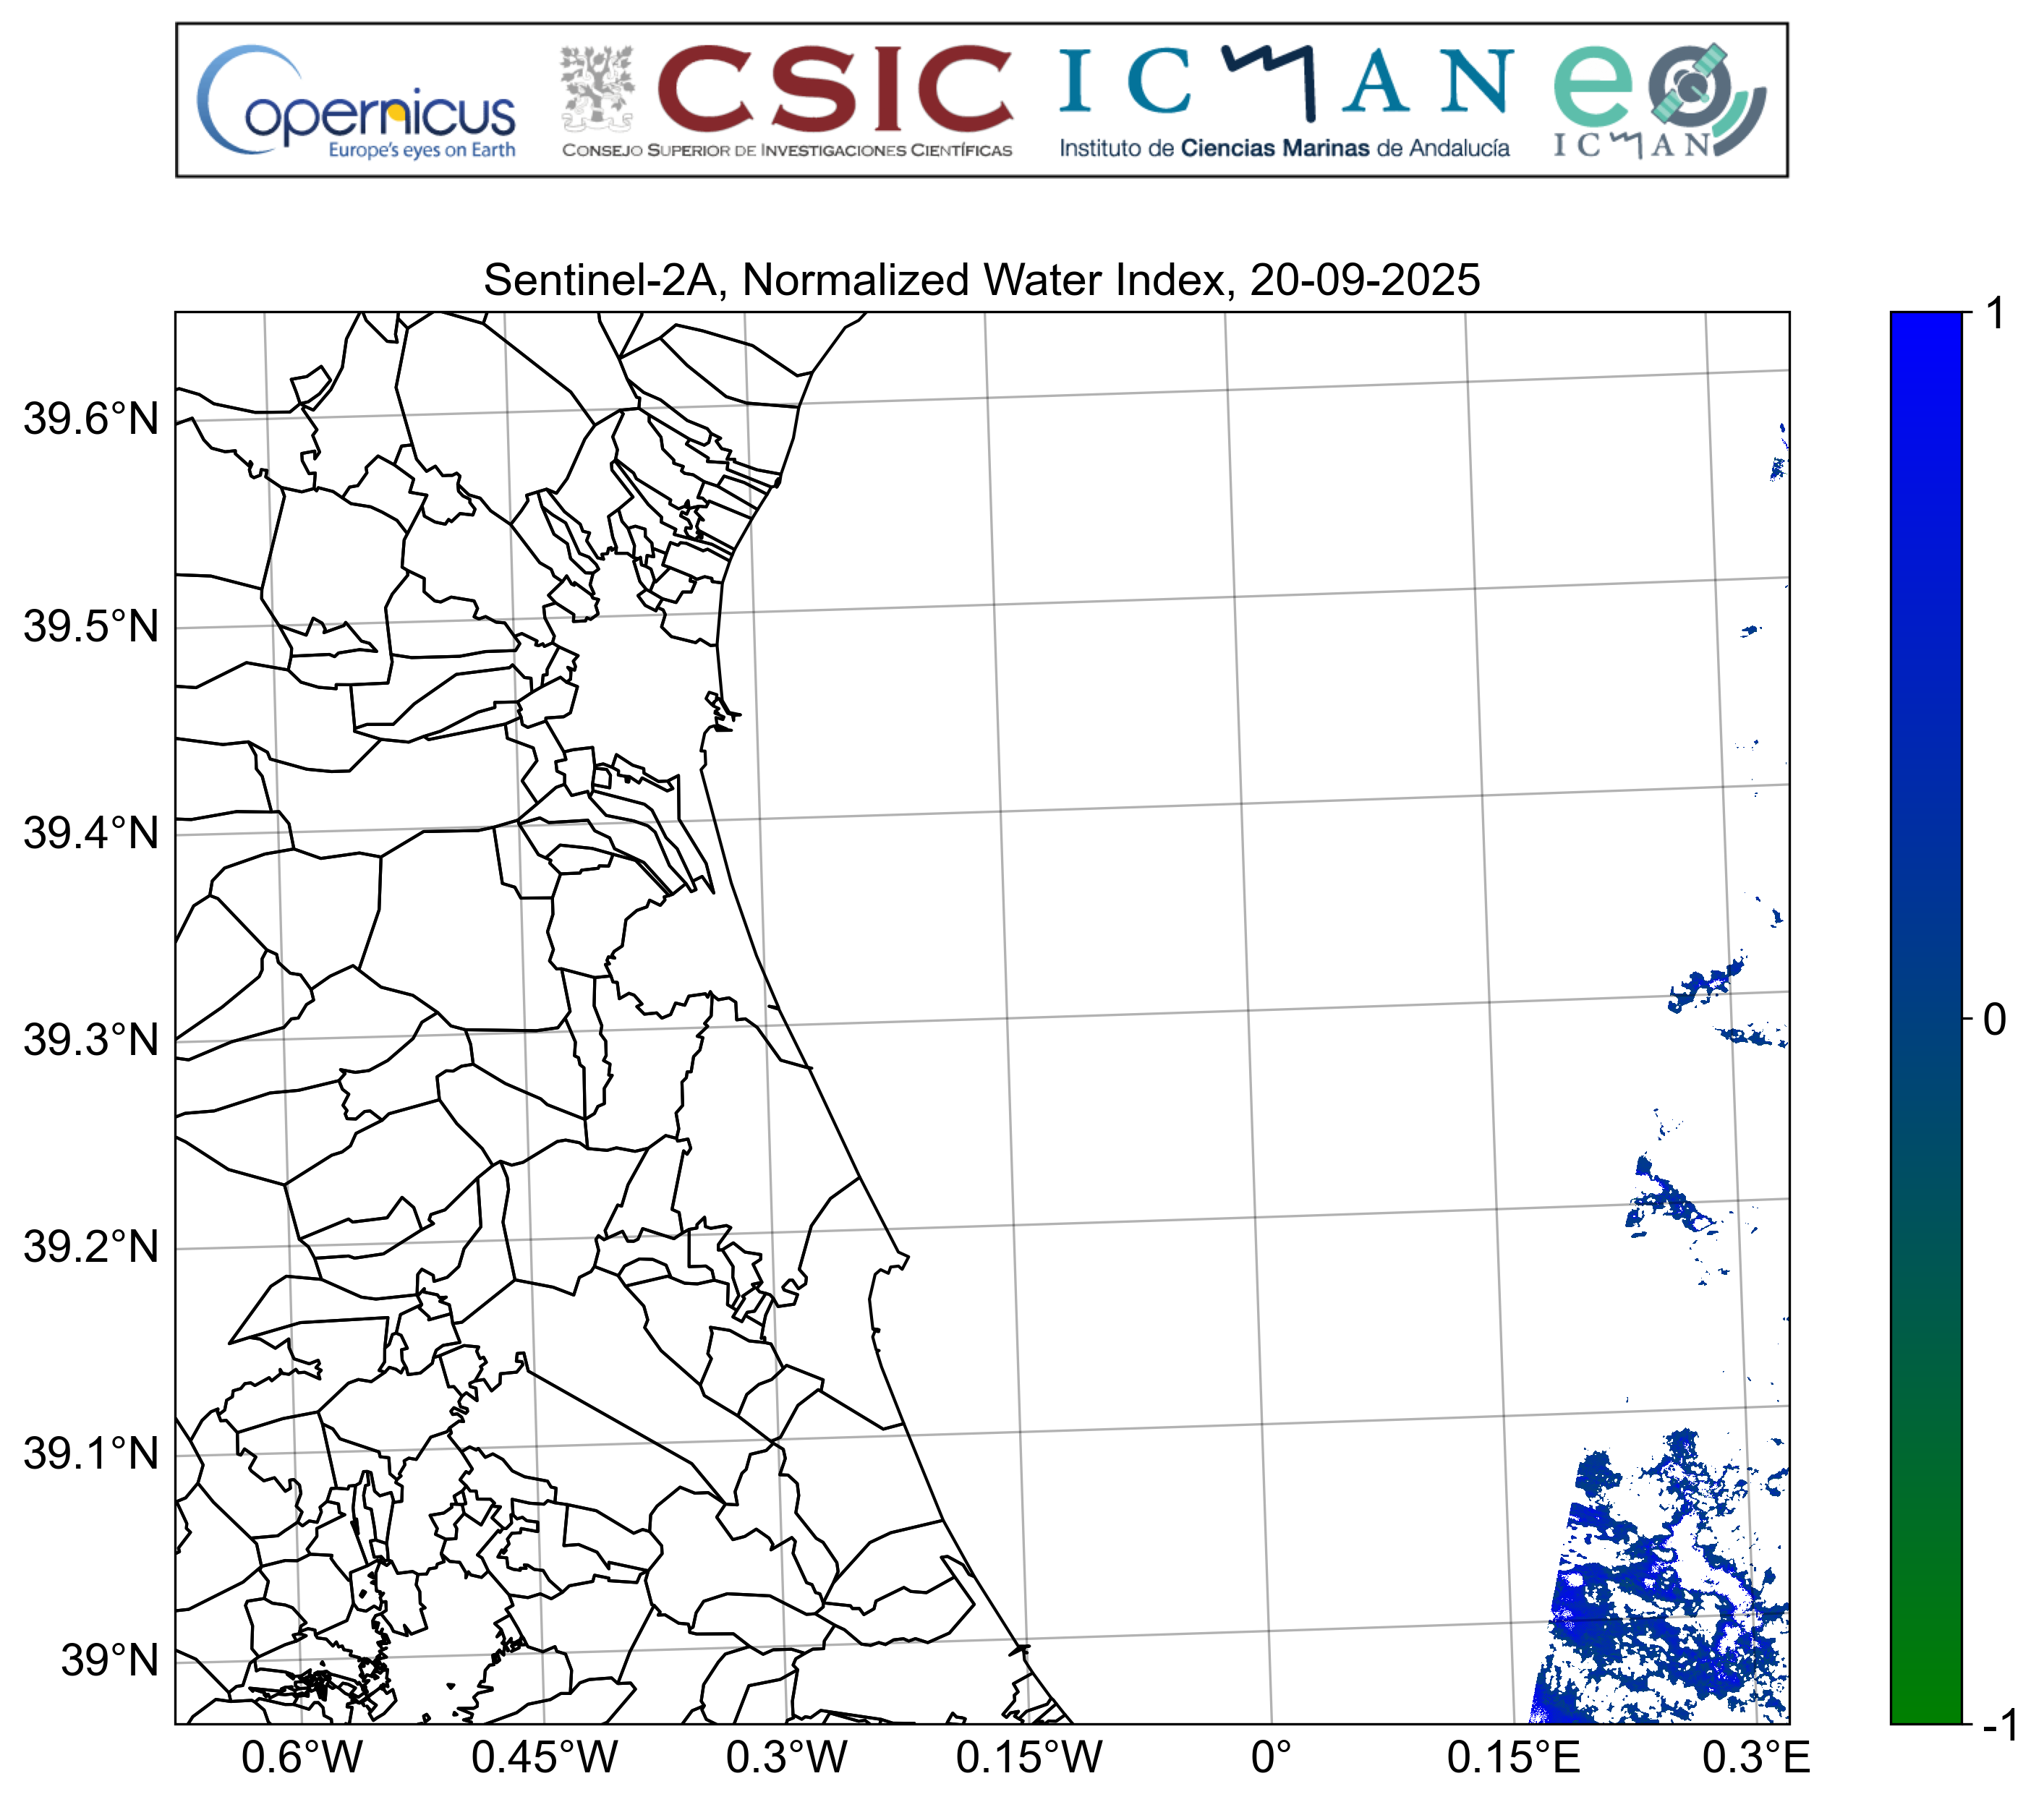 Copernicus
Europe's eyes on Earth
CSIC
CONSEJO SUPERIOR DE INVESTIGACIONES CIENTÍFICAS
ICMAN
Instituto de Ciencias Marinas de Andalucía
eo
ICMAN
Sentinel-2A, Normalized Water Index, 20-09-2025
39.6°N
39.5°N
39.4°N
39.3°N
39.2°N
39.1°N
39°N
0.6°W 0.45°W 0.3°W 0.15°W 0° 0.15°E 0.3°E
1
0
-1